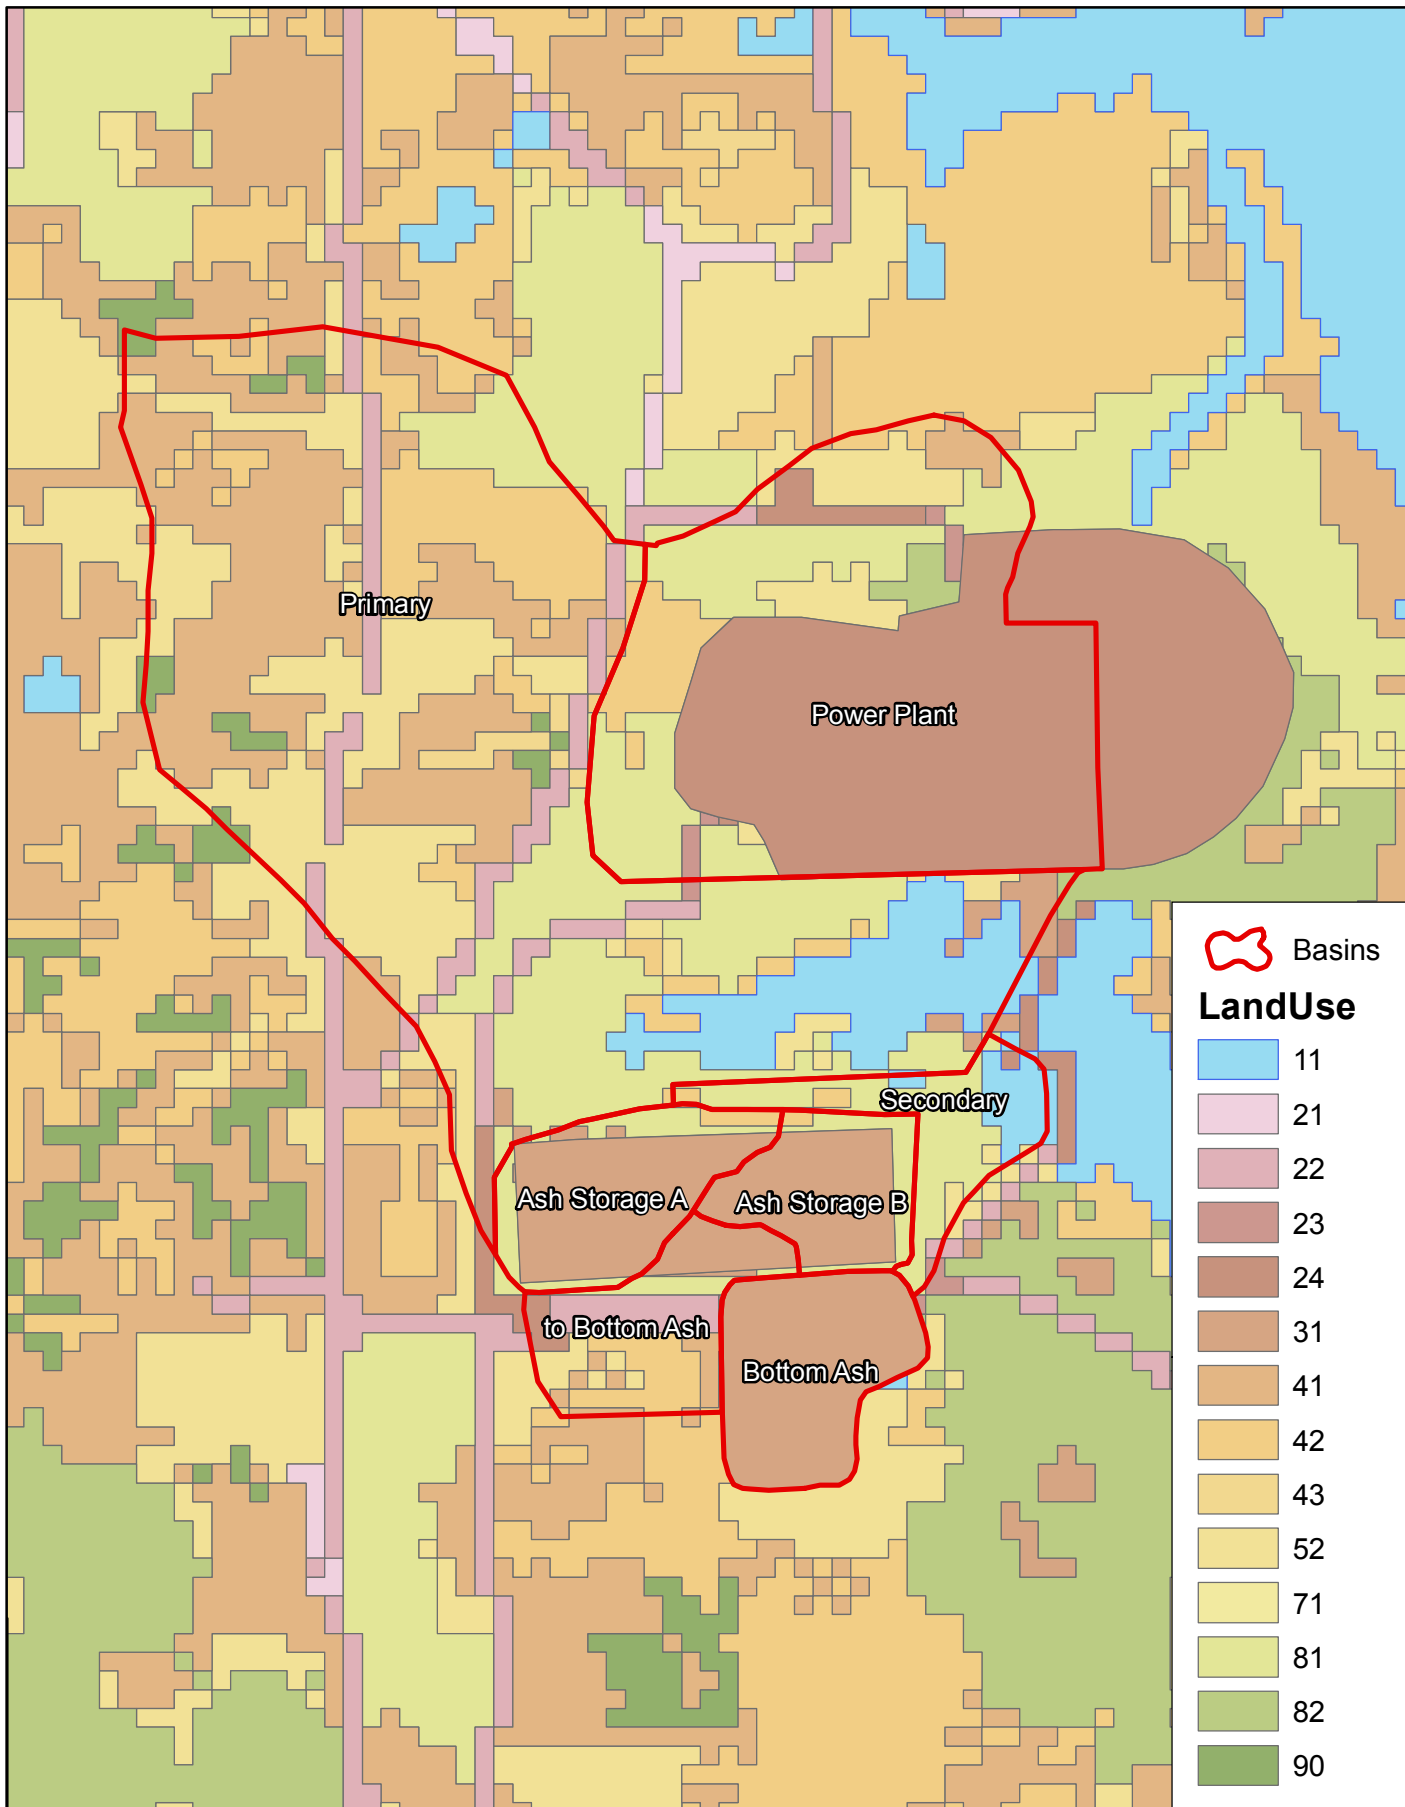 Primary
Power Plant
Secondary
Ash Storage A
Ash Storage B
to Bottom Ash
Bottom Ash
Basins
LandUse
11
21
22
23
24
31
41
42
43
52
71
81
82
90